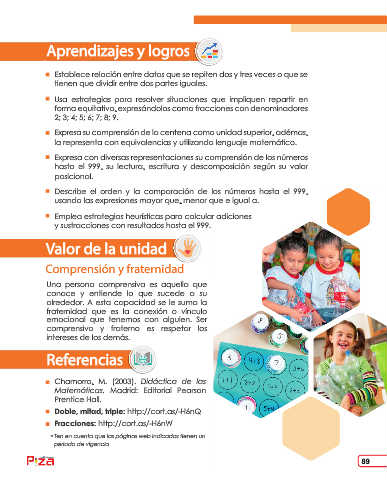 Aprendizajes y logros
Establece relación entre datos que se repiten dos y tres veces o que se
tienen que dividir entre dos partes iguales.
Usa estrategias para resolver situaciones que impliquen repartir en
forma equitativa, expresándolas como fracciones con denominadores
2; 3; 4; 5; 6; 7; 8; 9.
Expresa su comprensión de la centena como unidad superior, además,
la representa con equivalencias y utilizando lenguaje matemático.
Expresa con diversas representaciones su comprensión de los números
hasta el 999, su lectura, escritura y descomposición según su valor
posicional.
Describe el orden y la comparación de los números hasta el 999,
usando las expresiones mayor que, menor que e igual a.
Emplea estrategias heurísticas para calcular adiciones
y sustracciones con resultados hasta el 999.
Valor de la unidad
Comprensión y fraternidad
Una persona comprensiva es aquella que
conoce y entiende lo que sucede a su
alrededor. A esta capacidad se le suma la
fraternidad que es la conexión o vínculo
emocional que tenemos con alguien. Ser
comprensivo y fraterno es respetar los
intereses de los demás.
Referencias
Chamorro, M. (2003). Didáctica de las
Matemáticas. Madrid: Editorial Pearson
Prentice Hall.
Doble, mitad, triple: http://cort.as/-H6nQ
Fracciones: http://cort.as/-H6nW
* Ten en cuenta que las páginas web indicadas tienen un
periodo de vigencia
89